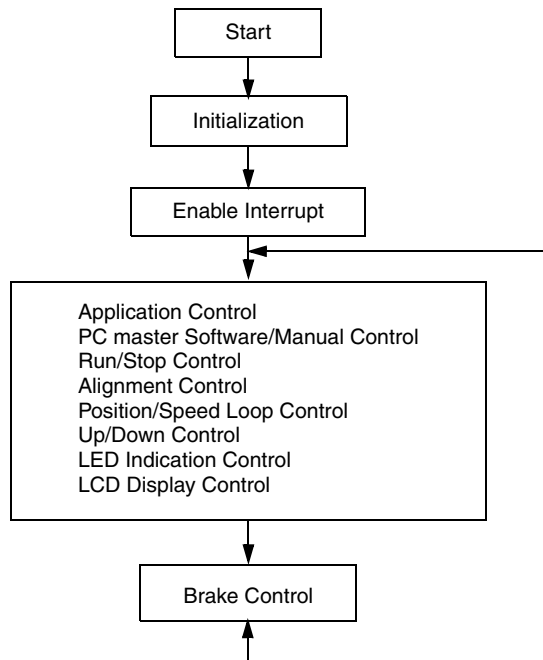 Start
Initialization
Enable Interrupt
Application Control
PC master Software/Manual Control
Run/Stop Control
Alignment Control
Position/Speed Loop Control
Up/Down Control
LED Indication Control
LCD Display Control
Brake Control